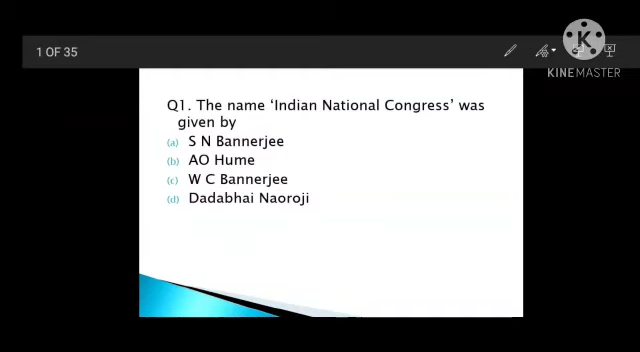 1 OF 35
K
KINEMASTER
Q1. The name ‘Indian National Congress’ was
given by
(a) S N Bannerjee
(b) AO Hume
(c) W C Bannerjee
(d) Dadabhai Naoroji